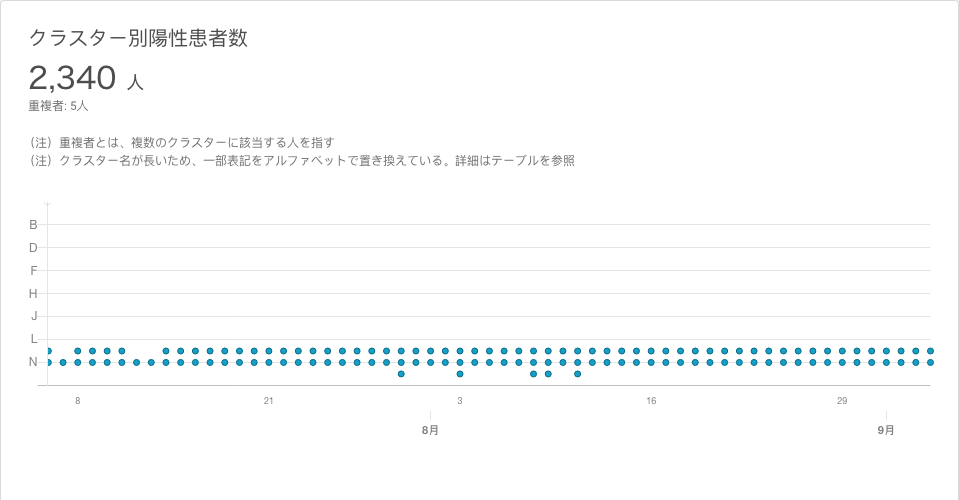 クラスター別陽性患者数
2,340 人
重複者: 5人
（注）重複者とは、複数のクラスターに該当する人を指す
（注）クラスター名が長いため、一部表記をアルファベットで置き換えている。詳細はテーブルを参照
B
D
F
H
J
L
N
8 21 3 16 29
8月 9月